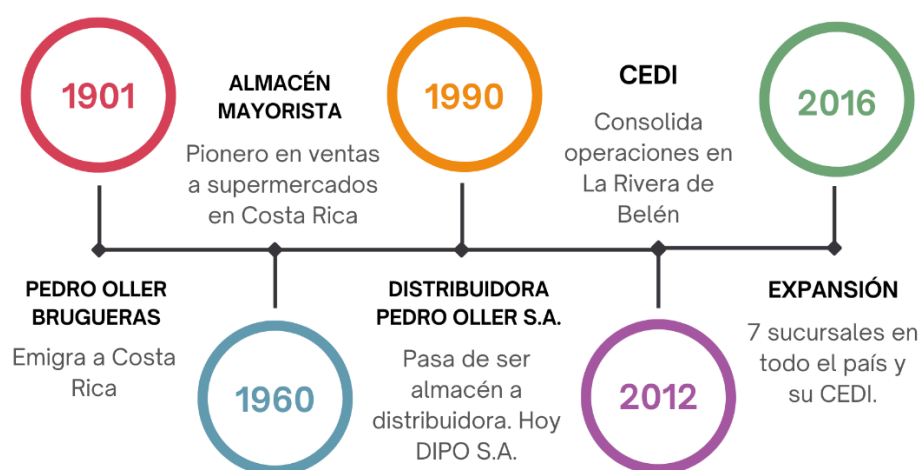 1901
PEDRO OLLER
BRUGUERAS
Emigra a Costa
Rica
ALMACÉN
MAYORISTA
Pionero en ventas
a supermercados
en Costa Rica
1960
1990
DISTRIBUIDORA
PEDRO OLLER S.A.
Pasa de ser
almacén a
distribuidora. Hoy
DIPO S.A.
CEDI
Consolida
operaciones en
La Rivera de
Belén
2012
2016
EXPANSIÓN
7 sucursales en
todo el país y
su CEDI.